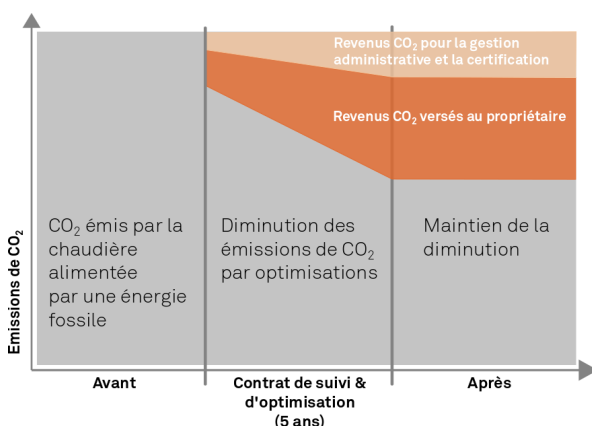 Revenus CO₂ pour la gestion
administrative et la certification
Revenus CO₂ versés au propriétaire
CO₂ émis par la
chaudière
alimentée
par une énergie
fossile
Diminution des
émissions de CO₂
par optimisations
Maintien de la
diminution
Emissions de CO₂
Avant
Contrat de suivi &
d'optimisation
(5 ans)
Après